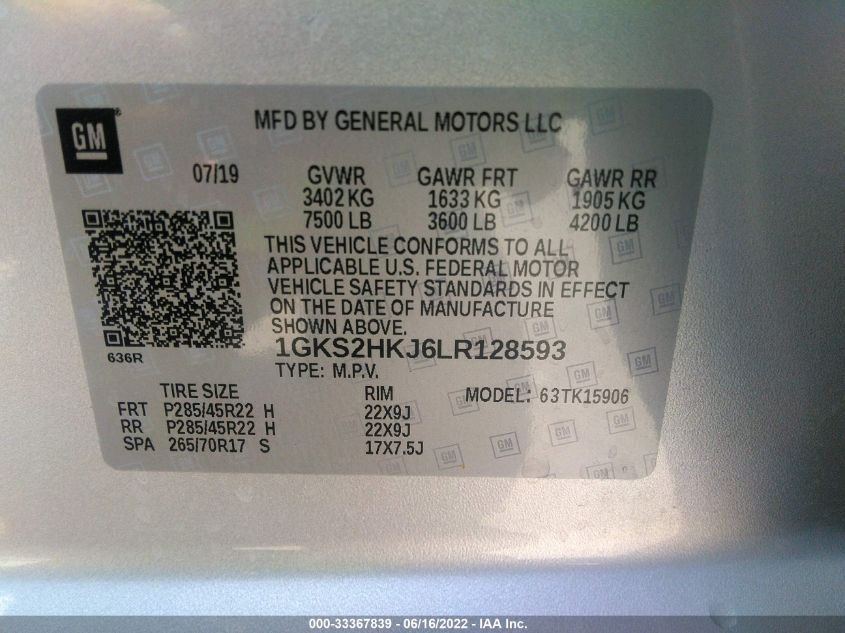 GM
MFD BY GENERAL MOTORS LLC
07/19 GVWR GAWR FRT GAWR RR
3402 KG 1633 KG 1905 KG
7500 LB 3600 LB 4200 LB
THIS VEHICLE CONFORMS TO ALL
APPLICABLE U.S. FEDERAL MOTOR
VEHICLE SAFETY STANDARDS IN EFFECT
ON THE DATE OF MANUFACTURE
SHOWN ABOVE.
636R
1GKS2HKJ6LR128593
TYPE: M.P.V.
TIRE SIZE RIM MODEL: 63TK15906
FRT P285/45R22 H 22X9J
RR P285/45R22 H 22X9J
SPA 265/70R17 S 17X7.5J
000-33367839 - 06/16/2022 - IAA Inc.